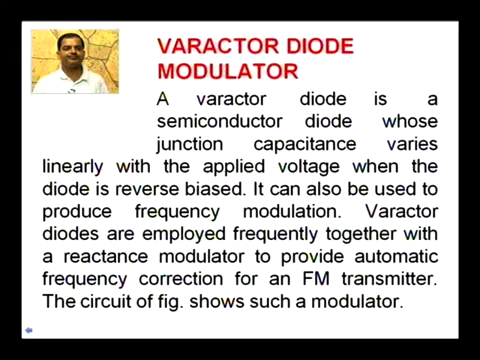 VARACTOR DIODE
MODULATOR
A varactor diode is a
semiconductor diode whose
junction capacitance varies
linearly with the applied voltage when the
diode is reverse biased. It can also be used to
produce frequency modulation. Varactor
diodes are employed frequently together with
a reactance modulator to provide automatic
frequency correction for an FM transmitter.
The circuit of fig. shows such a modulator.